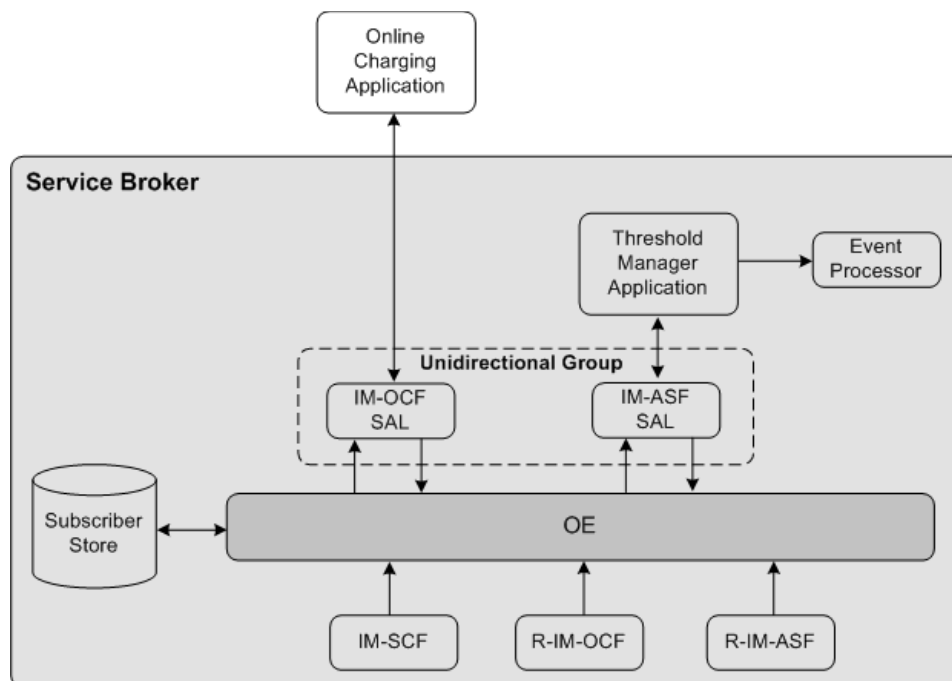 Online
Charging
Application
Service Broker
Threshold
Manager
Application
Event
Processor
Unidirectional Group
IM-OCF
SAL
IM-ASF
SAL
Subscriber
Store
OE
IM-SCF
R-IM-OCF
R-IM-ASF